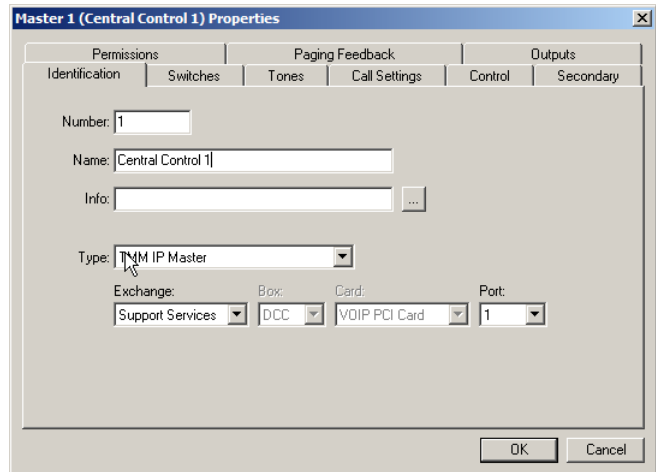 Master 1 (Central Control 1) Properties
Permissions Paging Feedback Outputs
Identification Switches Tones Call Settings Control Secondary
Number: 1
Name: Central Control 1
Info: ...
Type: TMM IP Master
Exchange: Box: Card: Port:
Support Services DCC VOIP PCI Card 1
OK Cancel